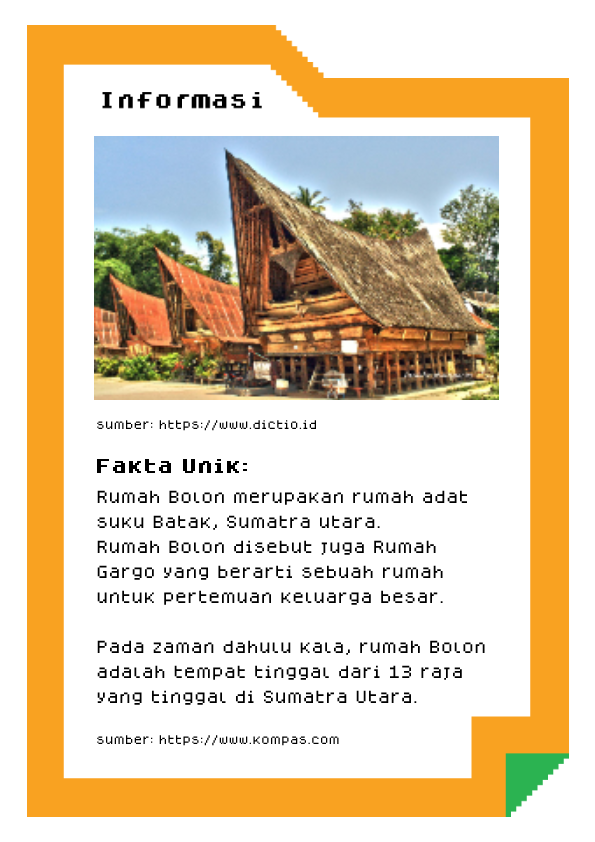 Informasi
sumber: https://www.dictio.id
Fakta Unik:
Rumah Bolon merupakan rumah adat
suku Batak, Sumatra utara.
Rumah Bolon disebut juga Rumah
Gargo yang berarti sebuah rumah
untuk pertemuan keluarga besar.
Pada zaman dahulu kala, rumah Bolon
adalah tempat tinggal dari 13 raja
yang tinggal di Sumatra Utara.
sumber: https://www.kompas.com